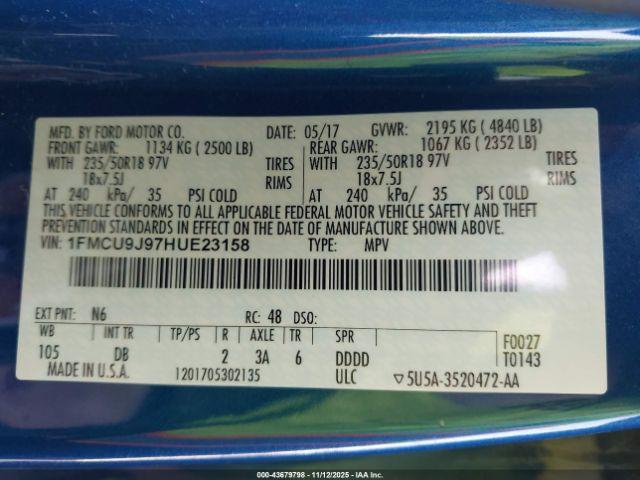 MFD. BY FORD MOTOR CO. DATE: 05/17 GVWR: 2195 KG ( 4840 LB)
FRONT GAWR: 1134 KG ( 2500 LB) REAR GAWR: 1067 KG ( 2352 LB)
WITH 235/50R18 97V TIRES WITH 235/50R18 97V TIRES
18x7.5J RIMS 18x7.5J RIMS
AT 240 kPa/ 35 PSI COLD AT 240 kPa/ 35 PSI COLD
THIS VEHICLE CONFORMS TO ALL APPLICABLE FEDERAL MOTOR VEHICLE SAFETY AND THEFT
PREVENTION STANDARDS IN EFFECT ON THE DATE OF MANUFACTURE SHOWN ABOVE.
VIN: 1FMCU9J97HUE23158 TYPE: MPV
EXT PNT: N6 RC: 48 DSO:
WB INT TR TP/PS R AXLE TR SPR F0027
105 DB 2 3A 6 DDDD T0143
MADE IN U.S.A. 1201705302135 ULC ▽5U5A-3520472-AA
000-43679798 - 11/12/2025 - IAA Inc.